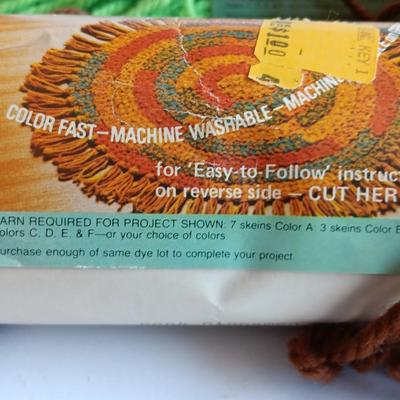 COLOR FAST—MACHINE WASHABLE—MACHINE
for 'Easy-to-Follow' instruct
on reverse side — CUT HER
ARN REQUIRED FOR PROJECT SHOWN: 7 skeins Color A: 3 skeins Color B
olors C, D, E, & F—or your choice of colors.
urchase enough of same dye lot to complete your project.